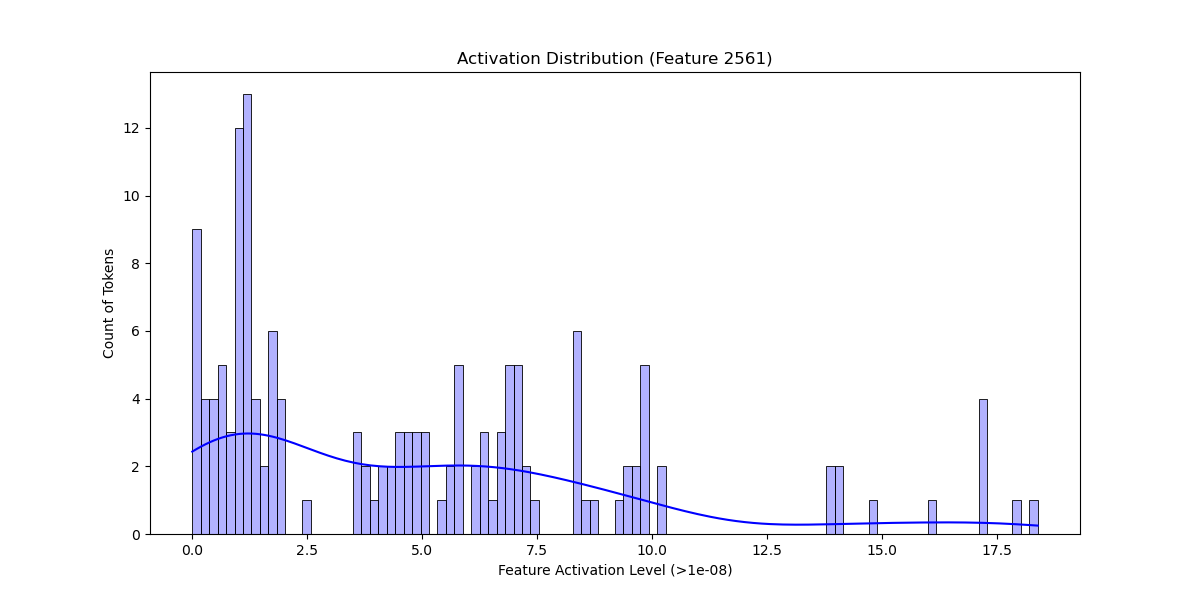 Activation Distribution (Feature 2561)
Count of Tokens
12
10
8
6
4
2
0
0.0 2.5 5.0 7.5 10.0 12.5 15.0 17.5
Feature Activation Level (>1e-08)